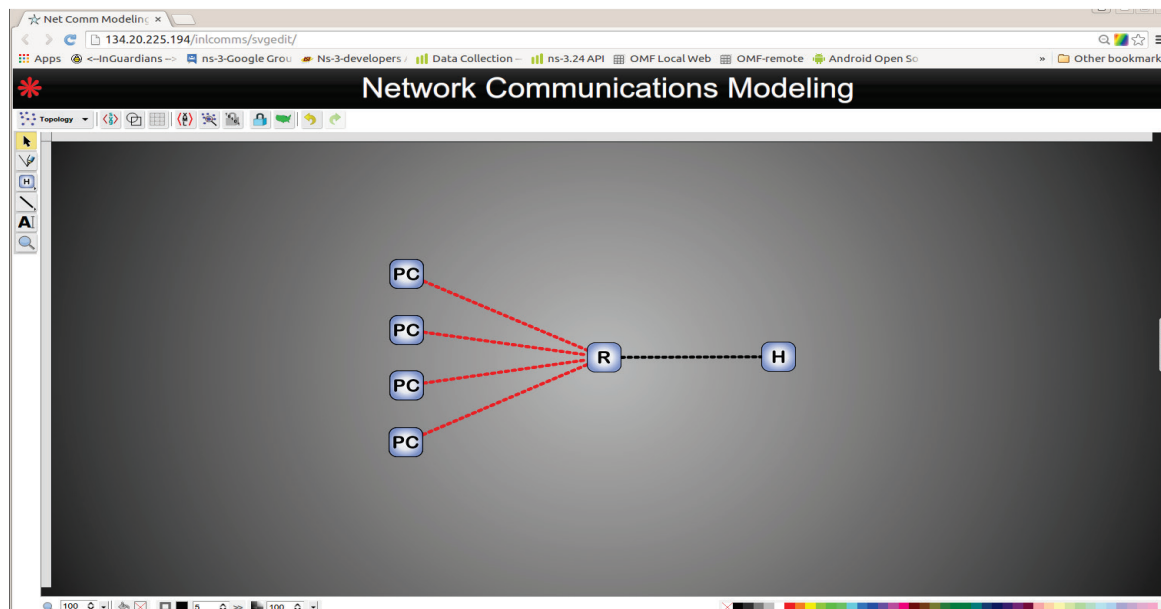 Net Comm Modeling ×
134.20.225.194/inlcomms/svgedit/
Apps <--InGuardians--> ns-3-Google Grou Ns-3-developers / Data Collection -- ns-3.24 API OMF Local Web OMF-remote Android Open So » Other bookmark
Network Communications Modeling
Topology
H
A
PC
PC
R H
PC
PC
100 5 >> 100